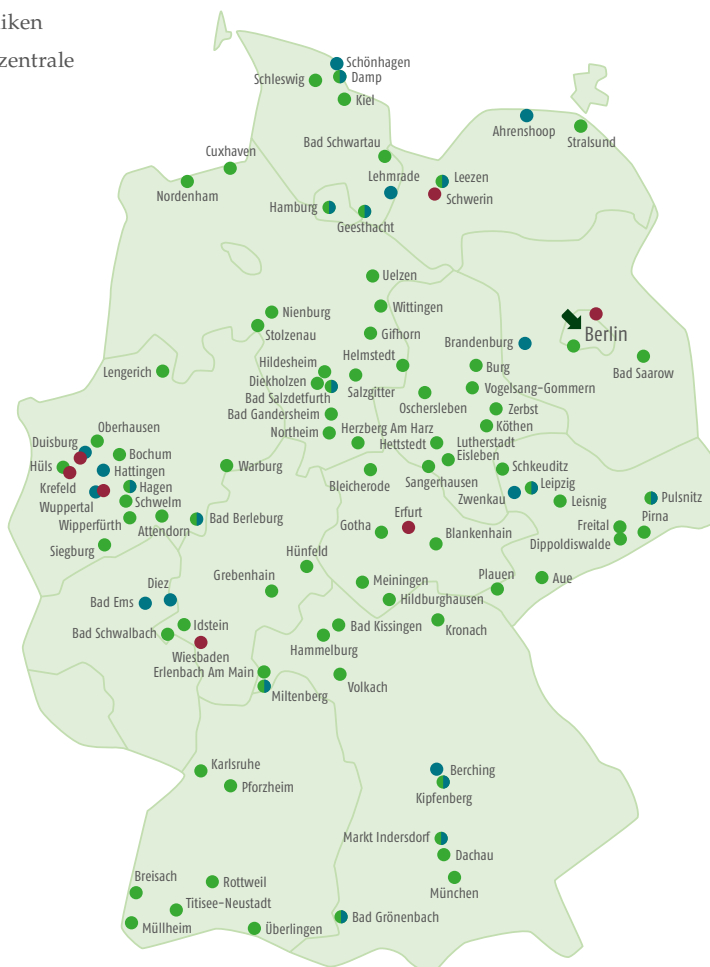 iken
zentrale
Schönhagen
Damp
Schleswig
Kiel
Ahrenshoop
Stralsund
Bad Schwartau
Cuxhaven
Lehmrade
Leezen
Nordenham
Schwerin
Hamburg
Geesthacht
Uelzen
Nienburg
Wittingen
Stolzenau
Gifhorn
Berlin
Brandenburg
Helmstedt
Hildesheim
Burg
Bad Saarow
Lengerich
Diekholzen
Salzgitter
Vogelsang-Gommern
Bad Salzdetfurth
Oschersleben
Zerbst
Bad Gandersheim
Köthen
Oberhausen
Northeim
Herzberg Am Harz
Duisburg
Hettstedt
Lutherstadt
Eisleben
Bochum
Hüls
Hattingen
Warburg
Bleicherode
Sangerhausen
Schkeuditz
Krefeld
Hagen
Leipzig
Zwenkau
Leisnig
Pulsnitz
Wuppertal
Schwelm
Erfurt
Pirna
Wipperfürth
Attendorn
Bad Berleburg
Gotha
Freital
Blankenhain
Dippoldiswalde
Siegburg
Hünfeld
Grebenhain
Meiningen
Plauen
Aue
Diez
Bad Ems
Hildburghausen
Idstein
Bad Kissingen
Kronach
Bad Schwalbach
Hammelburg
Wiesbaden
Erlenbach Am Main
Volkach
Miltenberg
Karlsruhe
Berching
Pforzheim
Kipfenberg
Markt Indersdorf
Dachau
Breisach
Rottweil
München
Titisee-Neustadt
Bad Grönenbach
Müllheim
Überlingen